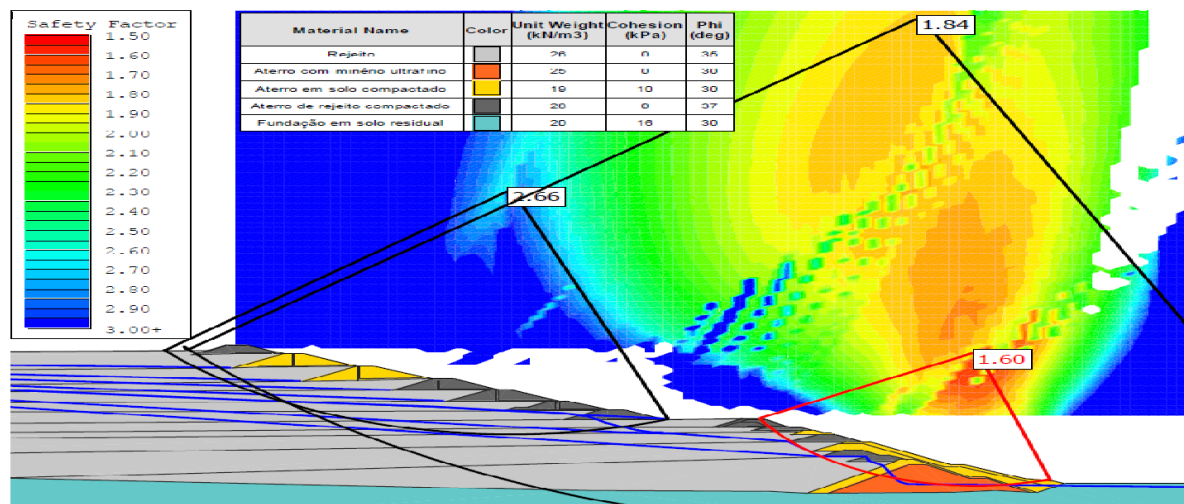 Safety Factor
1.50
1.60
1.70
1.80
1.90
2.00
2.10
2.20
2.30
2.40
2.50
2.60
2.70
2.80
2.90
3.00+
Material Name Color Unit Weight (kN/m3) Cohesion (kPa) Phi (deg)
Rejeito 26 0 35
Aterro com minério ultrafino 25 0 30
Aterro em solo compactado 19 10 30
Aterro de rejeito compactado 28 0 37
Fundação em solo residual 20 16 30
1.84
2.66
1.60